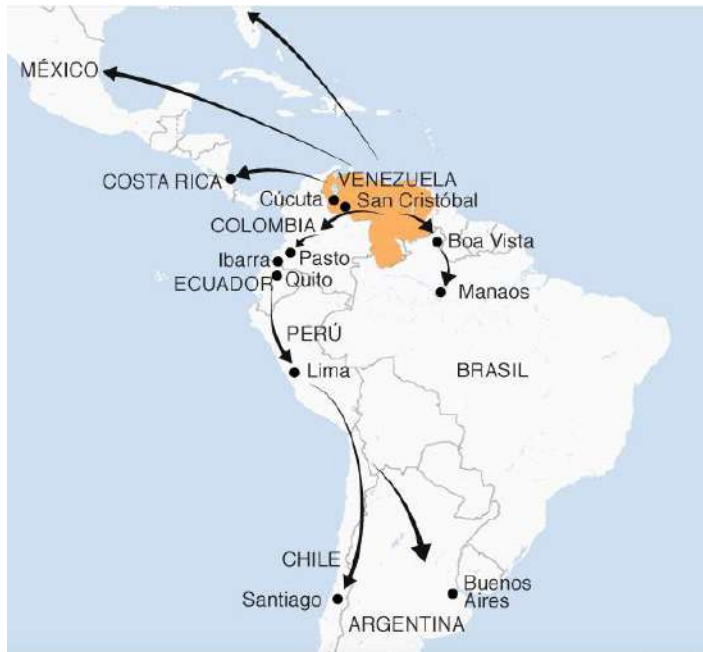 MÉXICO
COSTA RICA
VENEZUELA
Cúcuta
San Cristóbal
COLOMBIA
Boa Vista
Ibarra
Pasto
ECUADOR
Quito
Manaos
PERÚ
Lima
BRASIL
CHILE
Santiago
Buenos
Aires
ARGENTINA